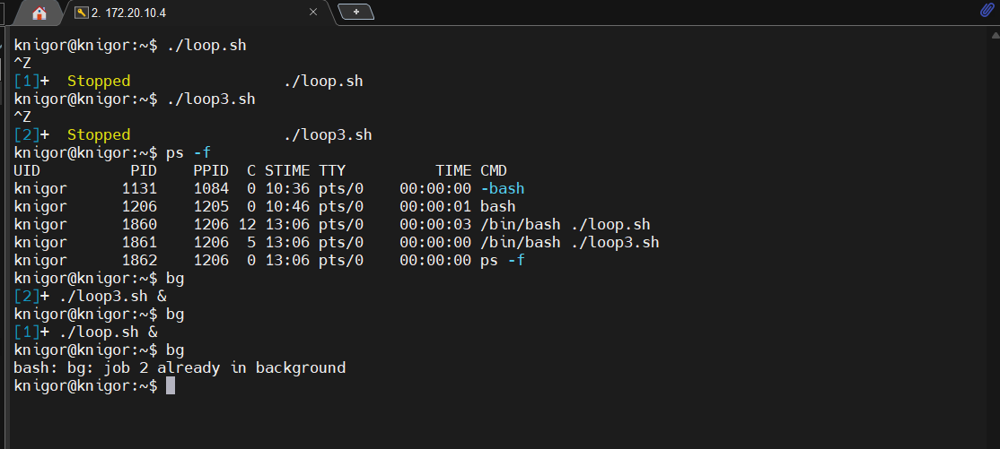 2. 172.20.10.4
knigor@knigor:~$ ./loop.sh
^Z
[1]+  Stopped                 ./loop.sh
knigor@knigor:~$ ./loop3.sh
^Z
[2]+  Stopped                 ./loop3.sh
knigor@knigor:~$ ps -f
UID          PID    PPID  C STIME TTY          TIME CMD
knigor      1131    1084  0 10:36 pts/0    00:00:00 -bash
knigor      1206    1205  0 10:46 pts/0    00:00:01 bash
knigor      1860    1206 12 13:06 pts/0    00:00:03 /bin/bash ./loop.sh
knigor      1861    1206  5 13:06 pts/0    00:00:00 /bin/bash ./loop3.sh
knigor      1862    1206  0 13:06 pts/0    00:00:00 ps -f
knigor@knigor:~$ bg
[2]+ ./loop3.sh &
knigor@knigor:~$ bg
[1]+ ./loop.sh &
knigor@knigor:~$ bg
bash: bg: job 2 already in background
knigor@knigor:~$